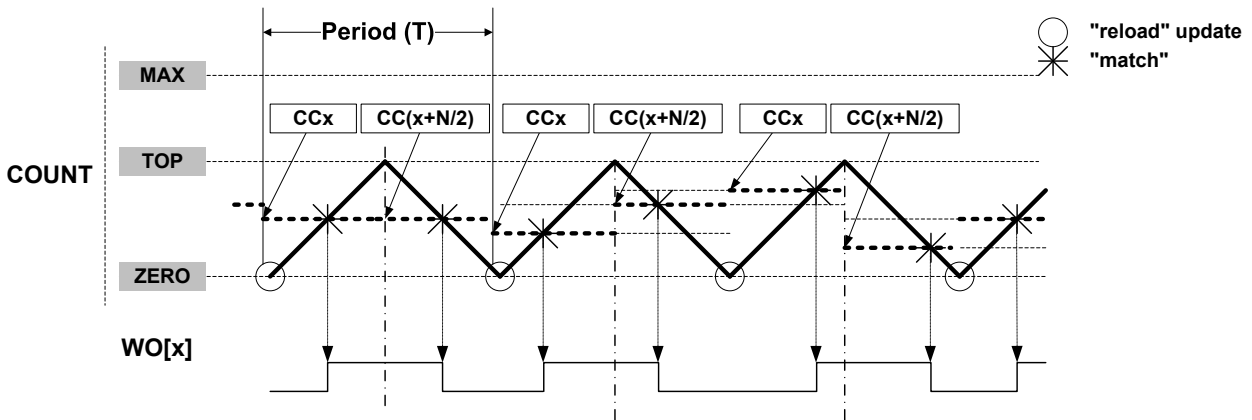 Period (T)
"reload" update
"match"
MAX
CCx
CC(x+N/2)
CCx
CC(x+N/2)
CCx
CC(x+N/2)
TOP
COUNT
ZERO
WO[x]